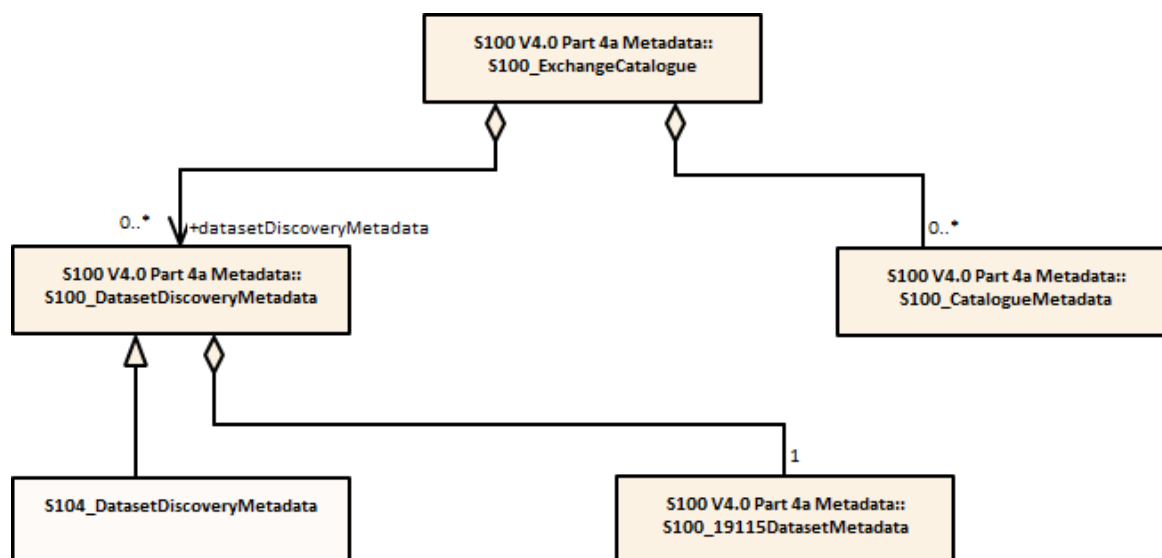 S100 V4.0 Part 4a Metadata::
S100_ExchangeCatalogue
0..*
+datasetDiscoveryMetadata
0..*
S100 V4.0 Part 4a Metadata::
S100_DatasetDiscoveryMetadata
S100 V4.0 Part 4a Metadata::
S100_CatalogueMetadata
1
S104_DatasetDiscoveryMetadata
S100 V4.0 Part 4a Metadata::
S100_19115DatasetMetadata